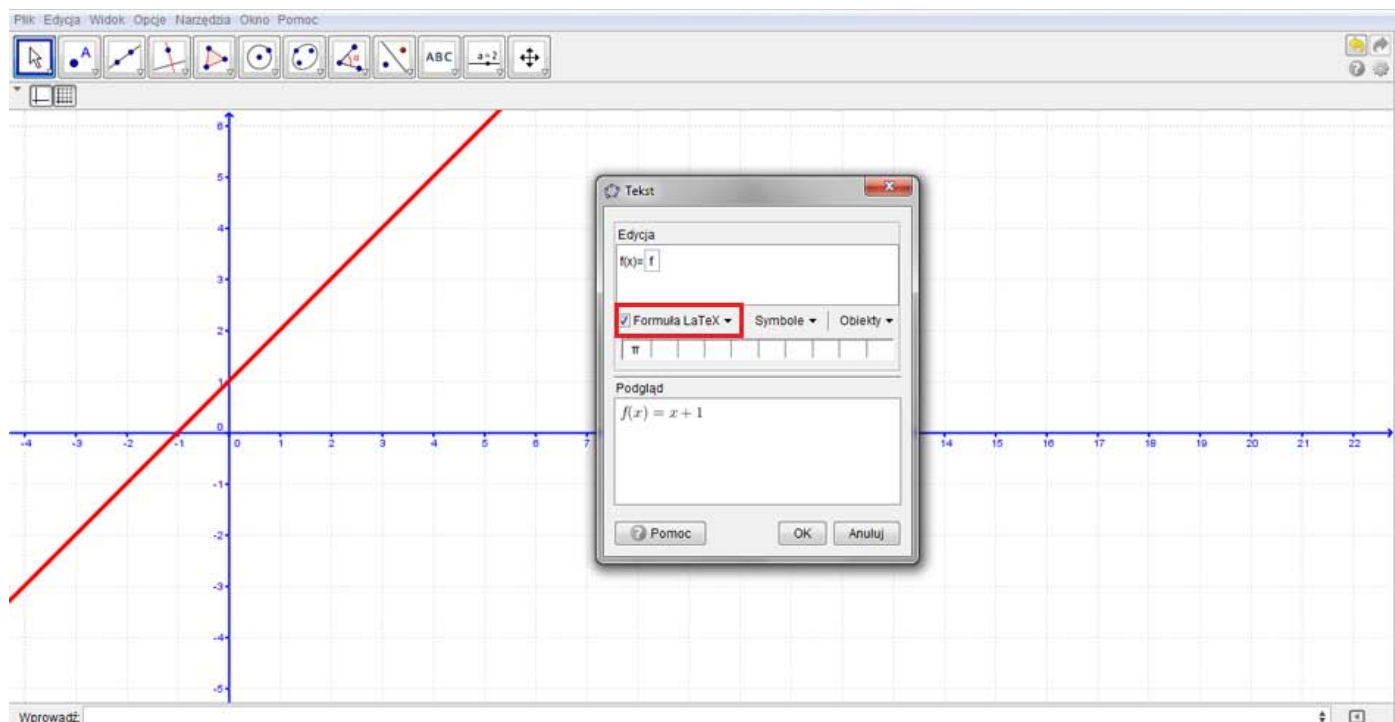 Plik Edycja Widok Opcje Narzędzia Okno Pomoc
A α ABC a=2
Tekst
Edycja
f(x)= f
Formuła LaTeX Symbole Obiekty
π
Podgląd
f(x) = x + 1
Pomoc OK Anuluj
6
5
4
3
2
1
0
-4 -3 -2 -1 0 1 2 3 4 5 6 7 14 15 16 17 18 19 20 21 22
-1
-2
-3
-4
-5
Wprowadź: